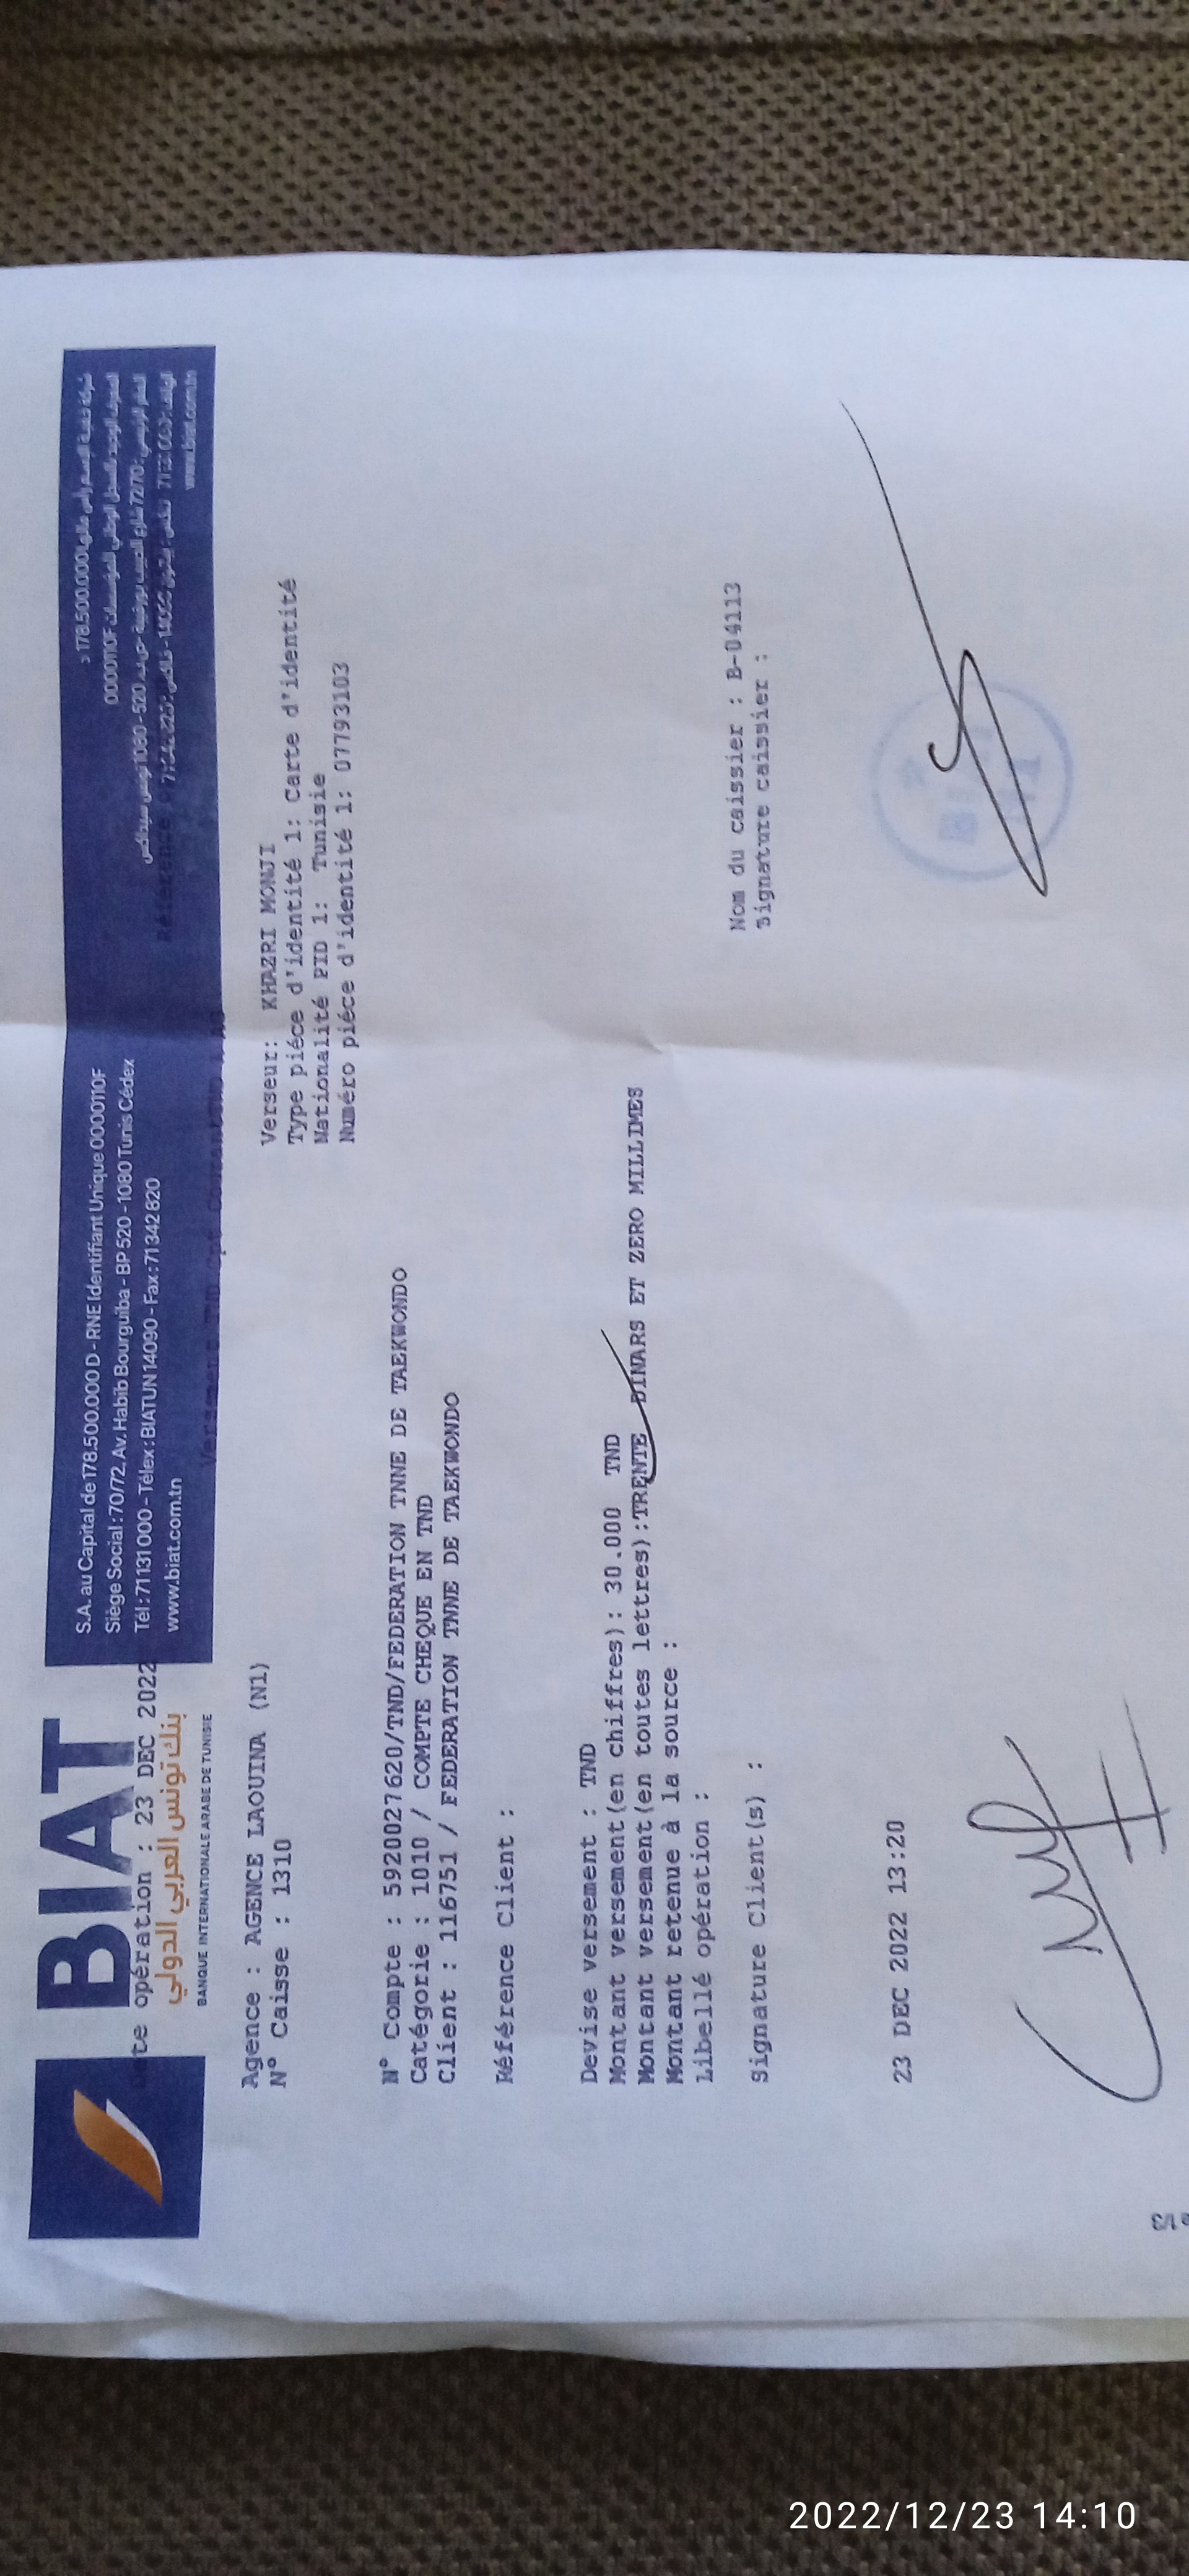 BIAT
بنك تونس العربي الدولي
BANQUE INTERNATIONALE ARABE DE TUNISIE
S.A. au Capital de 178.500.000 D - RNE Identifiant Unique 0000110F
Siège Social : 70/72, Av. Habib Bourguiba - BP 520 - 1080 Tunis Cédex
Tél : 71 131 000 - Télex : BIATUN 14090 - Fax : 71 342 820
www.biat.com.tn
www.biat.com.tn
opération : 23 DEC 2022
Agence : AGENCE LAOUINA (N1)
N° Caisse : 1310
Verseur: KHAZRI MONJI
Type piéce d'identité 1: Carte d'identité
Nationalité PID 1: Tunisie
Numéro piéce d'identité 1: 07793103
N° Compte : 5920027620/TND/FEDERATION TNNE DE TAEKWONDO
Catégorie : 1010 / COMPTE CHEQUE EN TND
Client : 116751 / FEDERATION TNNE DE TAEKWONDO
Référence Client :
Devise versement : TND
Montant versement(en chiffres): 30.000 TND
Montant versement(en toutes lettres):TRENTE DINARS ET ZERO MILLIMES
Montant retenue à la source :
Libellé opération :
Signature Client(s) :
Nom du caissier : B-04113
Signature caissier :
23 DEC 2022 13:20
2022/12/23 14:10